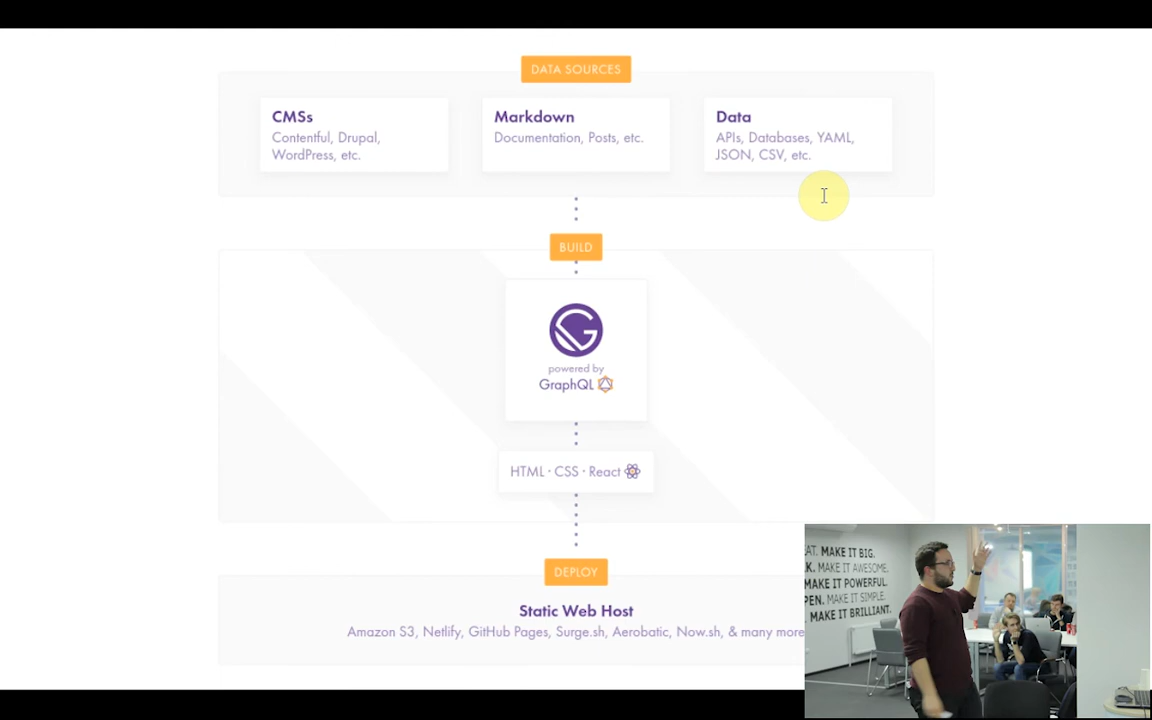 DATA SOURCES
CMSs
Contentful, Drupal,
WordPress, etc.
Markdown
Documentation, Posts, etc.
Data
APIs, Databases, YAML,
JSON, CSV, etc.
BUILD
powered by
GraphQL
HTML · CSS · React
DEPLOY
Static Web Host
Amazon S3, Netlify, GitHub Pages, Surge.sh, Aerobatic, Now.sh, & many more
MAKE IT BIG.
MAKE IT AWESOME.
MAKE IT POWERFUL.
MAKE IT SIMPLE.
MAKE IT BRILLIANT.